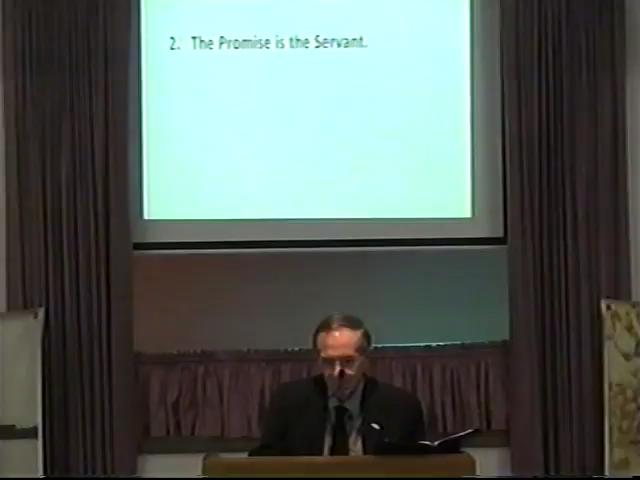 2. The Promise is the Servant.